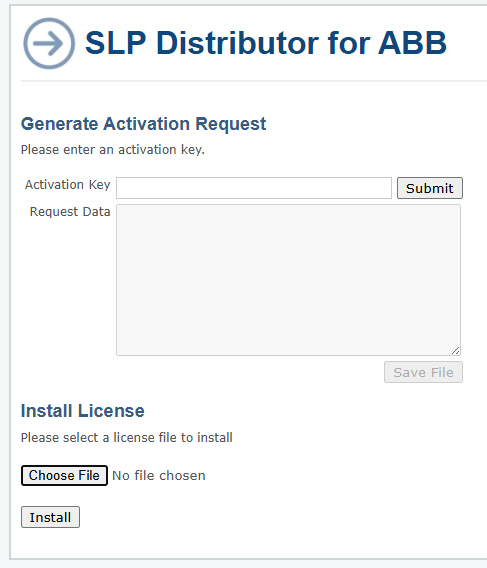 SLP Distributor for ABB
Generate Activation Request
Please enter an activation key.
Activation Key
Submit
Request Data
Save File
Install License
Please select a license file to install
Choose File No file chosen
Install